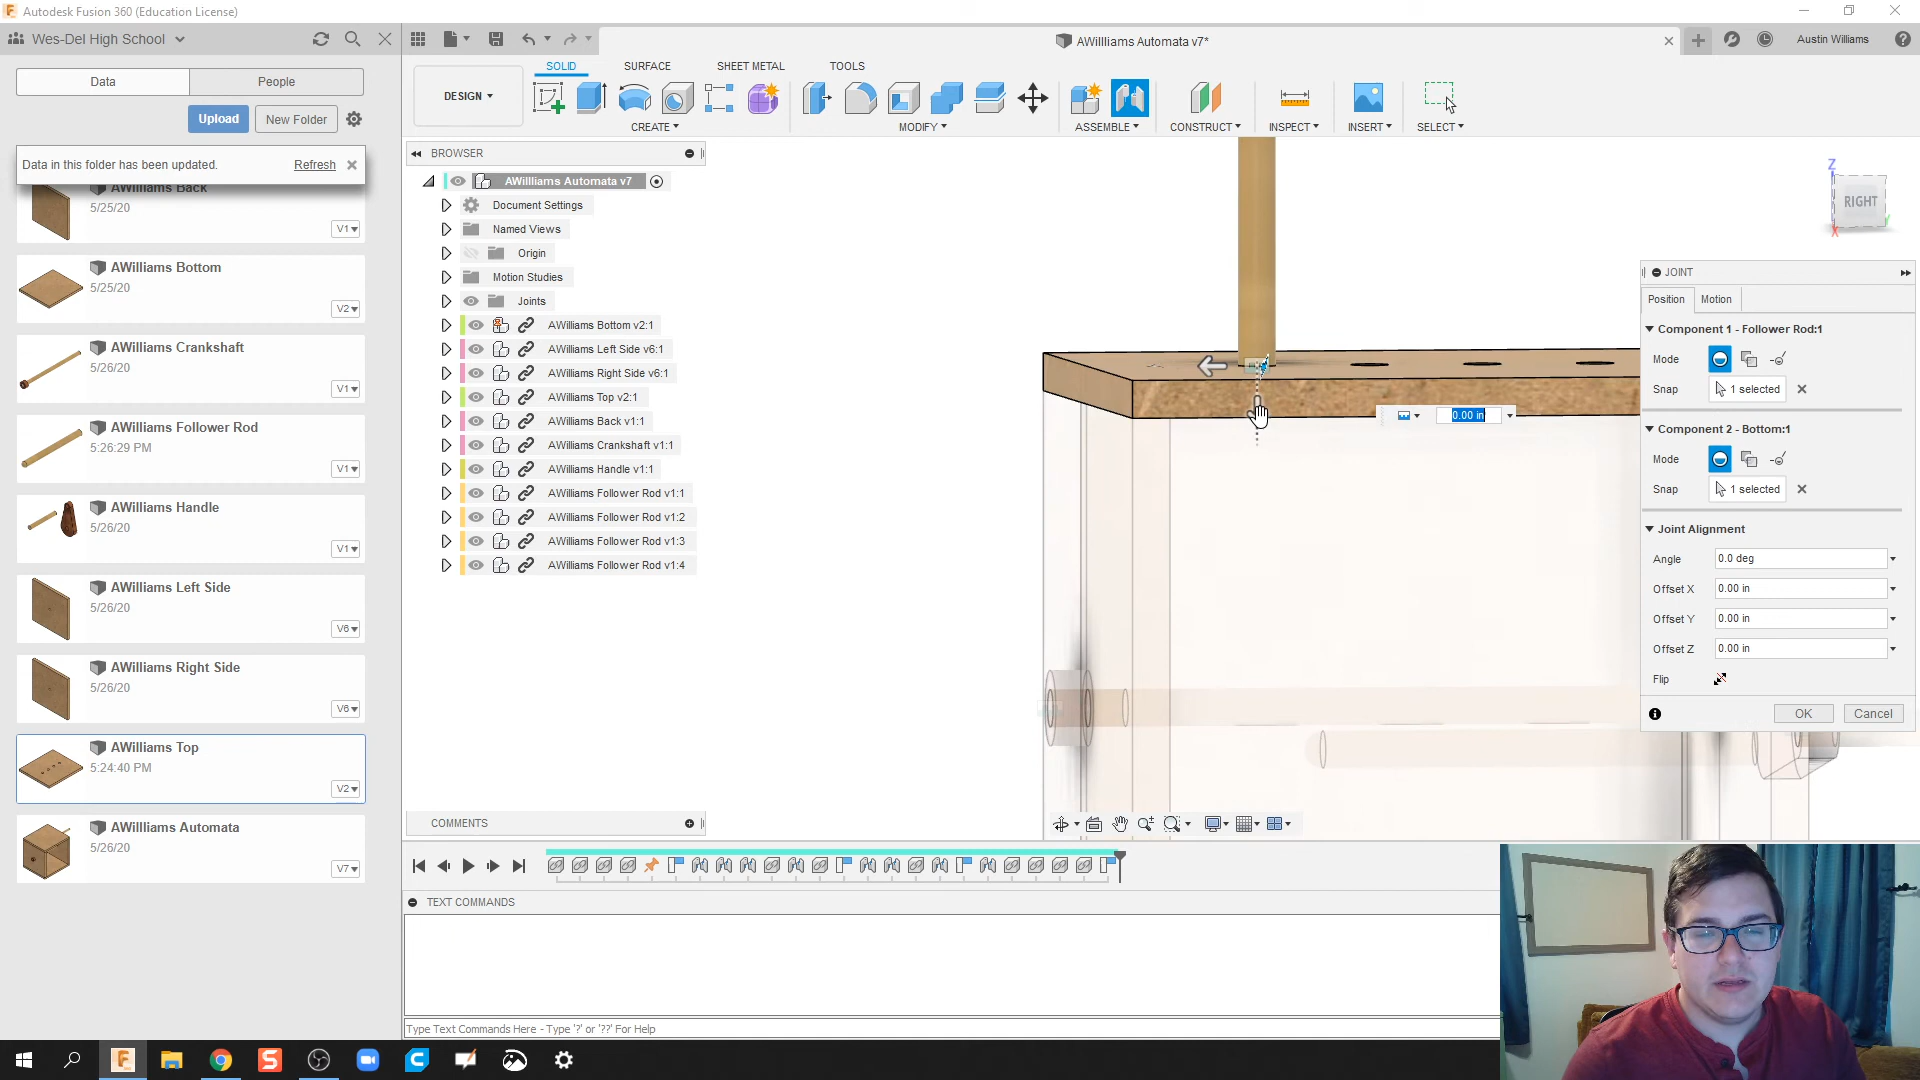 Autodesk Fusion 360 (Education License)
Wes-Del High School
AWillliams Automata v7*
Austin Williams
Data
People
Upload
New Folder
Data in this folder has been updated.
Refresh
AWilliams Back
5/25/20
V1
AWilliams Bottom
5/25/20
V2
AWilliams Crankshaft
5/26/20
V1
AWilliams Follower Rod
5:26:29 PM
V1
AWilliams Handle
5/26/20
V1
AWilliams Left Side
5/26/20
V6
AWilliams Right Side
5/26/20
V6
AWilliams Top
5:24:40 PM
V2
AWillliams Automata
5/26/20
V7
SOLID
SURFACE
SHEET METAL
TOOLS
DESIGN
CREATE
MODIFY
ASSEMBLE
CONSTRUCT
INSPECT
INSERT
SELECT
BROWSER
AWillliams Automata v7
Document Settings
Named Views
Origin
Motion Studies
Joints
AWilliams Bottom v2:1
AWilliams Left Side v6:1
AWilliams Right Side v6:1
AWilliams Top v2:1
AWilliams Back v1:1
AWilliams Crankshaft v1:1
AWilliams Handle v1:1
AWilliams Follower Rod v1:1
AWilliams Follower Rod v1:2
AWilliams Follower Rod v1:3
AWilliams Follower Rod v1:4
Z
RIGHT
Y
X
0.00 in
JOINT
Position
Motion
Component 1 - Follower Rod:1
Mode
Snap
1 selected
Component 2 - Bottom:1
Mode
Snap
1 selected
Joint Alignment
Angle
0.0 deg
Offset X
0.00 in
Offset Y
0.00 in
Offset Z
0.00 in
Flip
OK
Cancel
COMMENTS
TEXT COMMANDS
Type Text Commands Here - Type '?' or '??' For Help